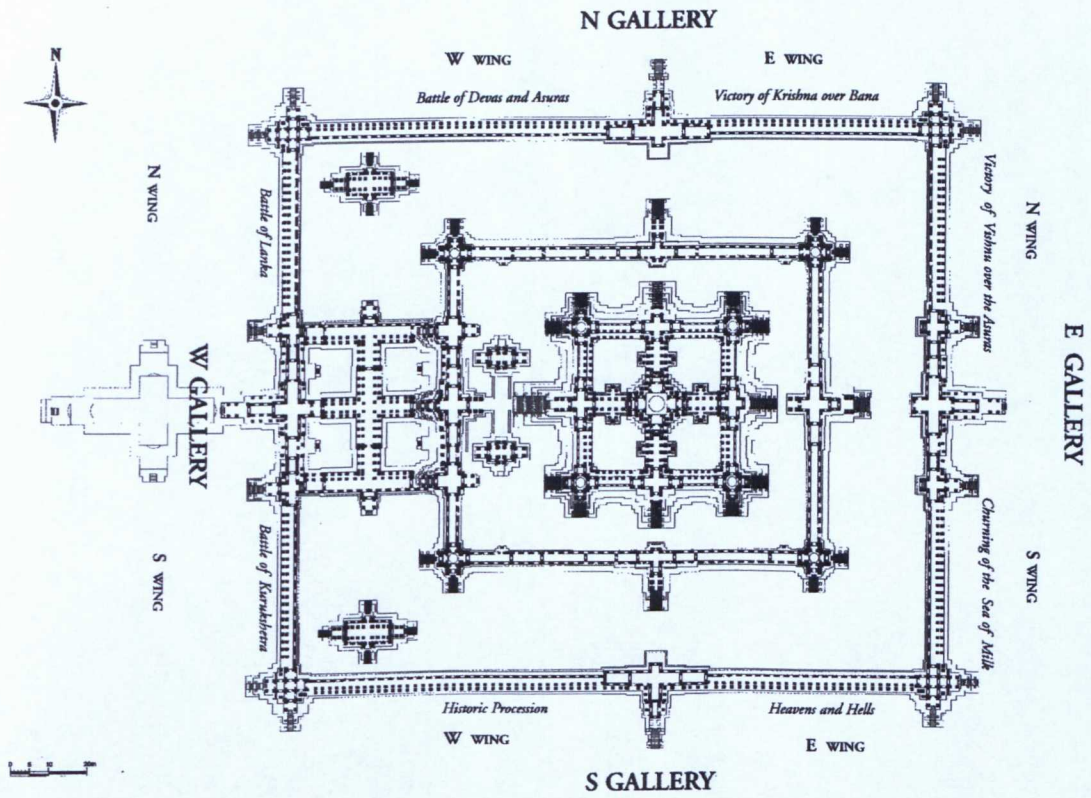 N GALLERY
W WING
E WING
Battle of Devas and Asuras
Victory of Krishna over Bana
N
N WING
Battle of Lanka
Victory of Vishnu over the Asuras
N WING
W GALLERY
E GALLERY
S WING
Battle of Kurukshetra
Churning of the Sea of Milk
S WING
Historic Procession
Heavens and Hells
W WING
E WING
S GALLERY